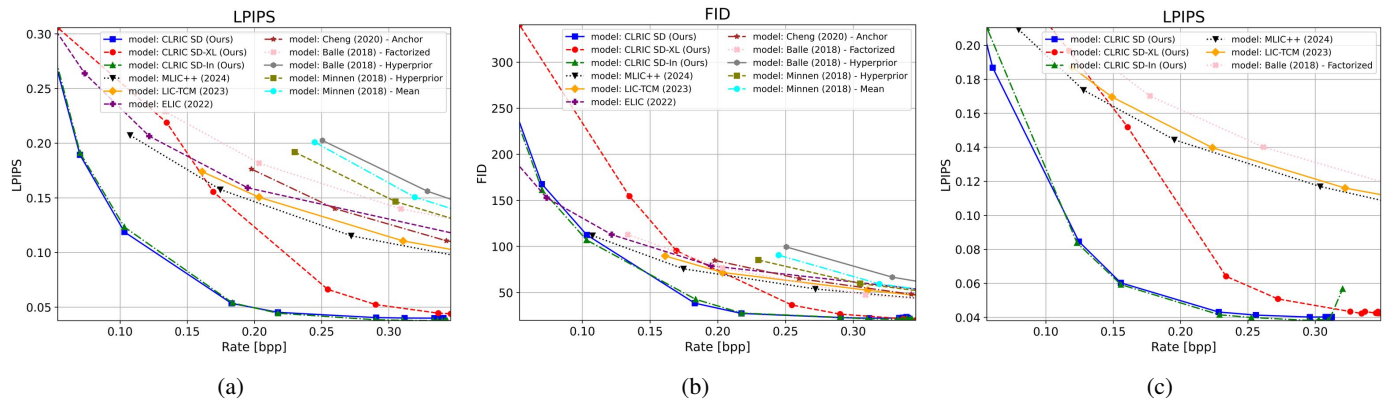 LPIPS
model: CLRIC SD (Ours)
model: CLRIC SD-XL (Ours)
model: CLRIC SD-In (Ours)
model: MLIC++ (2024)
model: LIC-TCM (2023)
model: ELIC (2022)
model: Cheng (2020) - Anchor
model: Balle (2018) - Factorized
model: Balle (2018) - Hyperprior
model: Minnen (2018) - Hyperprior
model: Minnen (2018) - Mean
LPIPS
0.30
0.25
0.20
0.15
0.10
0.05
0.10
0.15
0.20
0.25
0.30
Rate [bpp]
(a)
FID
model: CLRIC SD (Ours)
model: CLRIC SD-XL (Ours)
model: CLRIC SD-In (Ours)
model: MLIC++ (2024)
model: LIC-TCM (2023)
model: ELIC (2022)
model: Cheng (2020) - Anchor
model: Balle (2018) - Factorized
model: Balle (2018) - Hyperprior
model: Minnen (2018) - Hyperprior
model: Minnen (2018) - Mean
FID
300
250
200
150
100
50
0.10
0.15
0.20
0.25
0.30
Rate [bpp]
(b)
LPIPS
model: CLRIC SD (Ours)
model: CLRIC SD-XL (Ours)
model: CLRIC SD-In (Ours)
model: MLIC++ (2024)
model: LIC-TCM (2023)
model: Balle (2018) - Factorized
LPIPS
0.20
0.18
0.16
0.14
0.12
0.10
0.08
0.06
0.04
0.10
0.15
0.20
0.25
0.30
Rate [bpp]
(c)